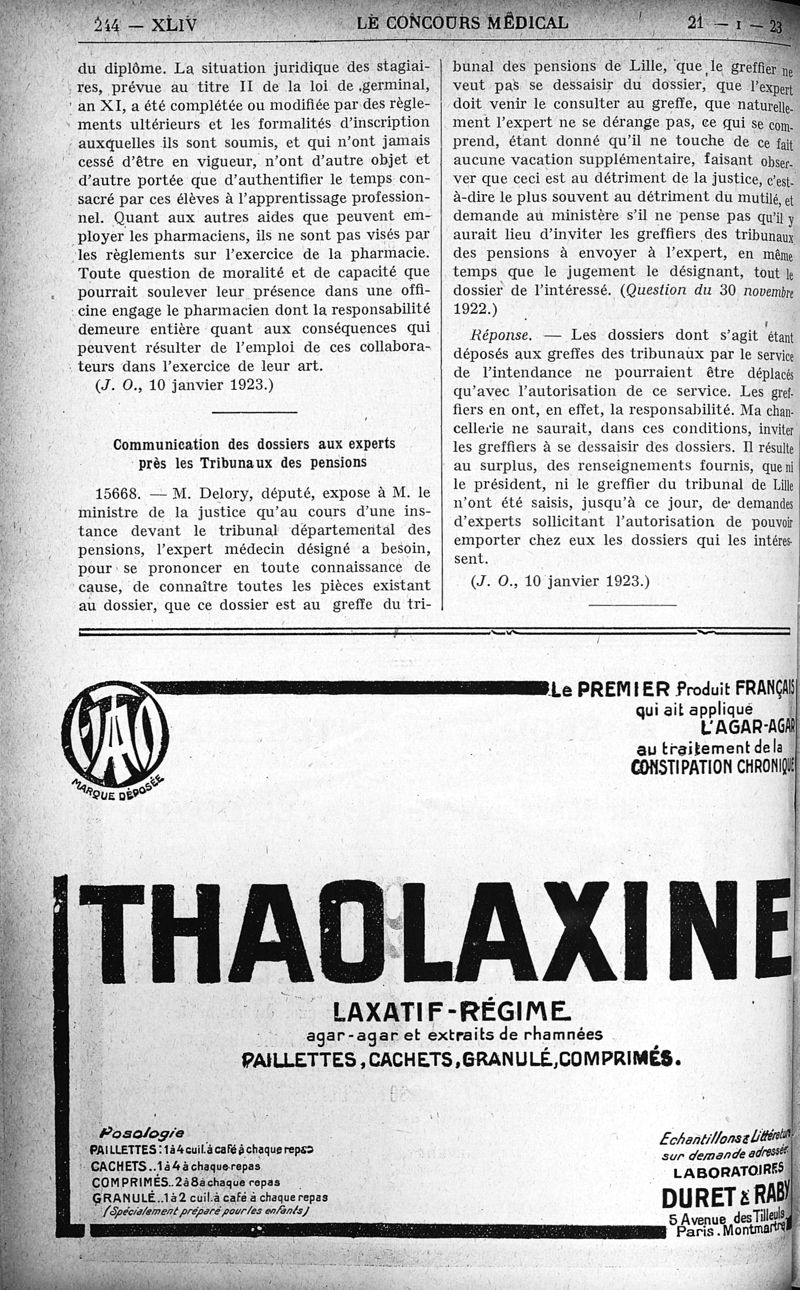 244 — XLIV
LE CONCOURS MÉDICAL
21 — I — 23
du diplôme. La situation juridique des stagiai-
res, prévue au titre II de la loi de germinal,
an XI, a été complétée ou modifiée par des règle-
ments ultérieurs et les formalités d'inscription
auxquelles ils sont soumis, et qui n'ont jamais
cessé d'être en vigueur, n'ont d'autre objet et
d'autre portée que d'authentifier le temps con-
sacré par ces élèves à l'apprentissage profession-
nel. Quant aux autres aides que peuvent em-
ployer les pharmaciens, ils ne sont pas visés par
les règlements sur l'exercice de la pharmacie.
Toute question de moralité et de capacité que
pourrait soulever leur présence dans une offi-
cine engage le pharmacien dont la responsabilité
demeure entière quant aux conséquences qui
peuvent résulter de l'emploi de ces collabora-
teurs dans l'exercice de leur art.
(J. O., 10 janvier 1923.)
Communication des dossiers aux experts
près les Tribunaux des pensions
15668. — M. Delory, député, expose à M. le
ministre de la justice qu'au cours d'une ins-
tance devant le tribunal départemental des
pensions, l'expert médecin désigné a besoin,
pour se prononcer en toute connaissance de
cause, de connaître toutes les pièces existant
au dossier, que ce dossier est au greffe du tri-
bunal des pensions de Lille, que le greffier ne
veut pas se dessaisir du dossier, que l'expert
doit venir le consulter au greffe, que naturelle-
ment l'expert ne se dérange pas, ce qui se com-
prend, étant donné qu'il ne touche de ce fait
aucune vacation supplémentaire, faisant obser-
ver que ceci est au détriment de la justice, c'est-
à-dire le plus souvent au détriment du mutilé, et
demande au ministère s'il ne pense pas qu'il y
aurait lieu d'inviter les greffiers des tribunaux
des pensions à envoyer à l'expert, en même
temps que le jugement le désignant, tout le
dossier de l'intéressé. (Question du 30 novembre
1922.)
Réponse. — Les dossiers dont s'agit étant
déposés aux greffes des tribunaux par le service
de l'intendance ne pourraient être déplacés
qu'avec l'autorisation de ce service. Les gref-
fiers en ont, en effet, la responsabilité. Ma chan-
cellerie ne saurait, dans ces conditions, inviter
les greffiers à se dessaisir des dossiers. Il résulte
au surplus, des renseignements fournis, que ni
le président, ni le greffier du tribunal de Lille
n'ont été saisis, jusqu'à ce jour, de demandes
d'experts sollicitant l'autorisation de pouvoir
emporter chez eux les dossiers qui les intéres-
sent.
(J. O., 10 janvier 1923.)
MARQUE DÉPOSÉE
Le PREMIER Produit FRANÇAIS
qui ait appliqué
L'AGAR-AGAR
au traitement de la
CONSTIPATION CHRONIQUE
THAOLAXINE
LAXATIF-RÉGIME
agar-agar et extraits de rhamnées
PAILLETTES, CACHETS, GRANULÉ, COMPRIMÉS.
Posologie
PAILLETTES: 1 à 4 cuil. à café à chaque repas
CACHETS.. 1 à 4 à chaque repas
COMPRIMÉS.. 2 à 8 à chaque repas
GRANULÉ.. 1 à 2 cuil. à café à chaque repas
(Spécialement préparé pour les enfants)
Echantillons & Littérature
sur demande adressée
LABORATOIRES
DURET & RABY
5 Avenue des Tilleuls
Paris. Montmartre